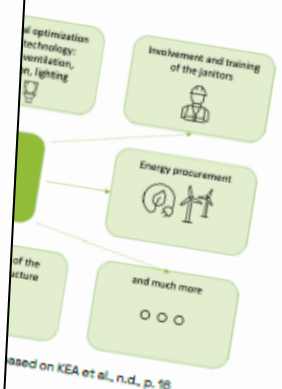 al optimization
technology:
ventilation,
n, lighting
Involvement and training
of the janitors
Energy procurement
of the
ucture
and much more
ased on KEA et al., n.d., p. 16